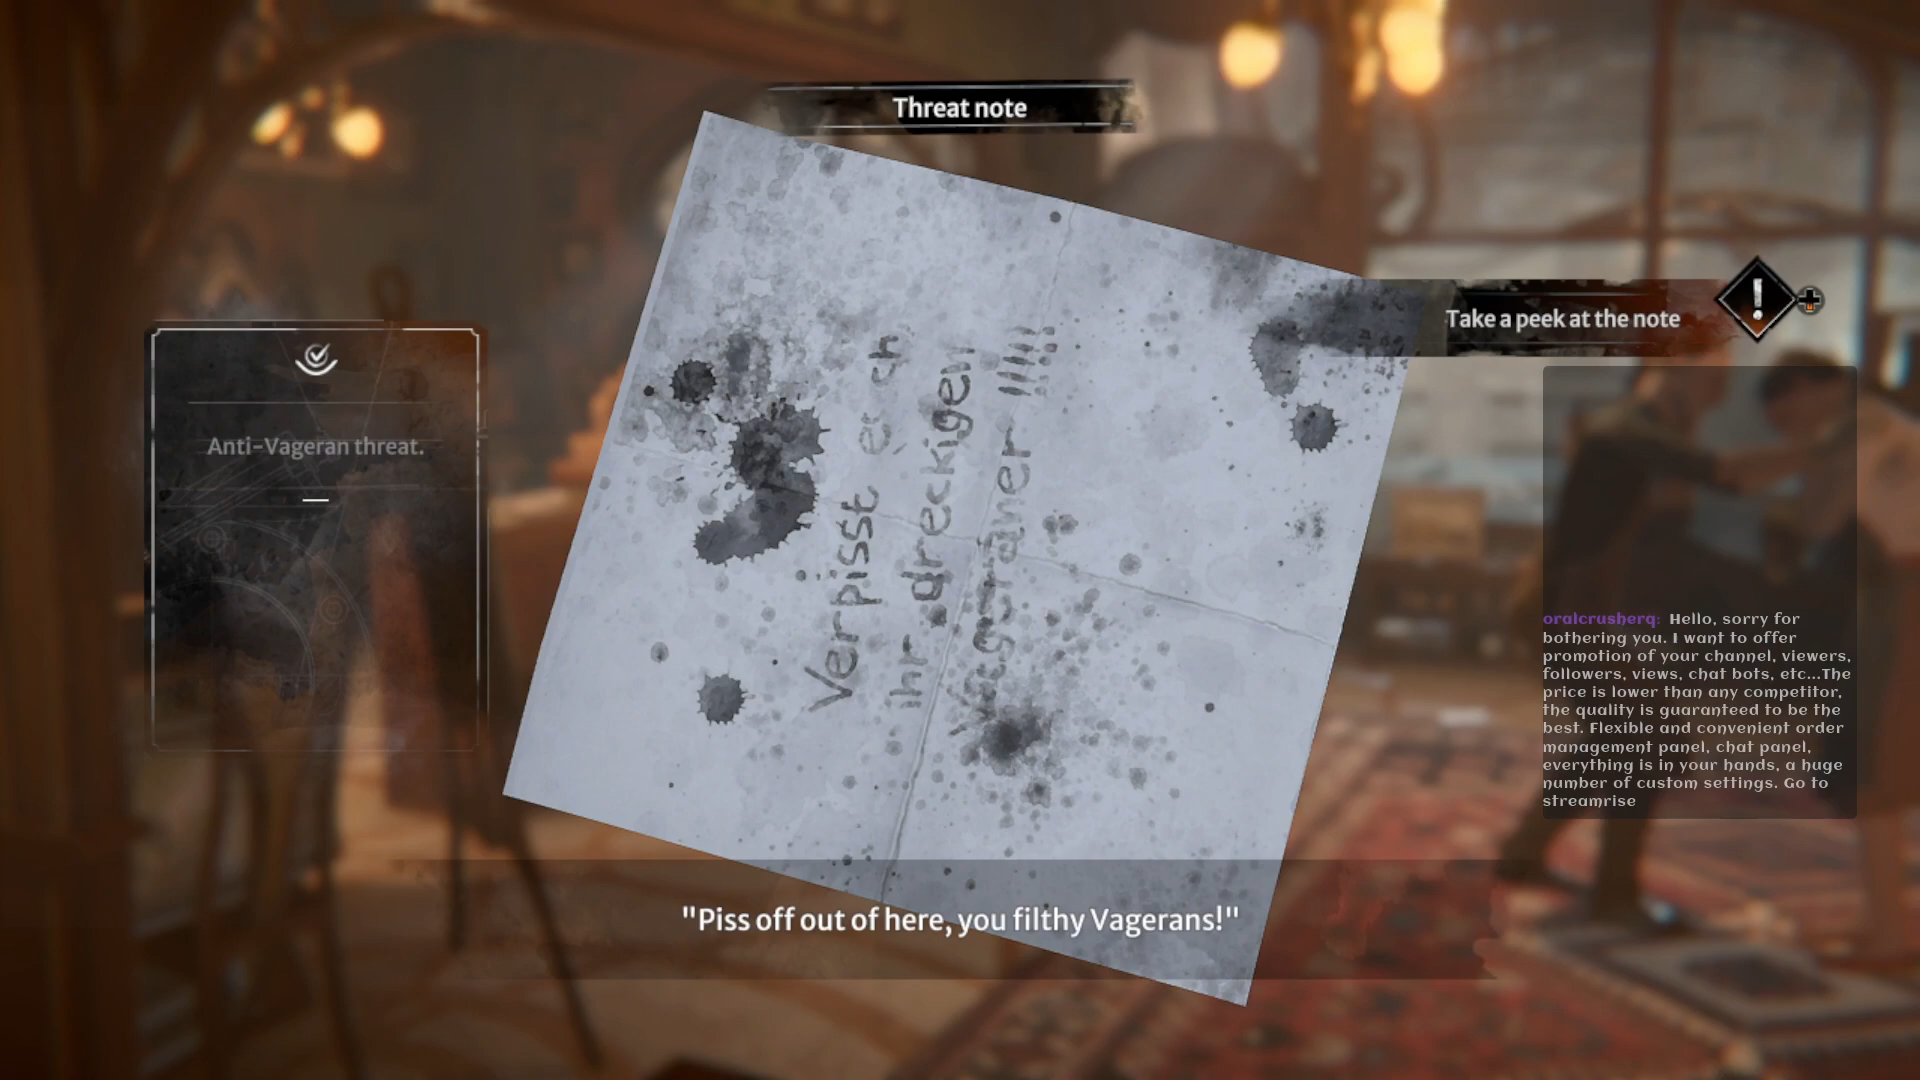 Threat note
Take a peek at the note
Anti-Vageran threat.
Verpisst euch
ihr dreckigen
Vageraner !!!!
oralcrusherq: Hello, sorry for
bothering you. I want to offer
promotion of your channel, viewers,
followers, views, chat bots, etc...The
price is lower than any competitor,
the quality is guaranteed to be the
best. Flexible and convenient order
management panel, chat panel,
everything is in your hands, a huge
number of custom settings. Go to
streamrise
"Piss off out of here, you filthy Vagerans!"